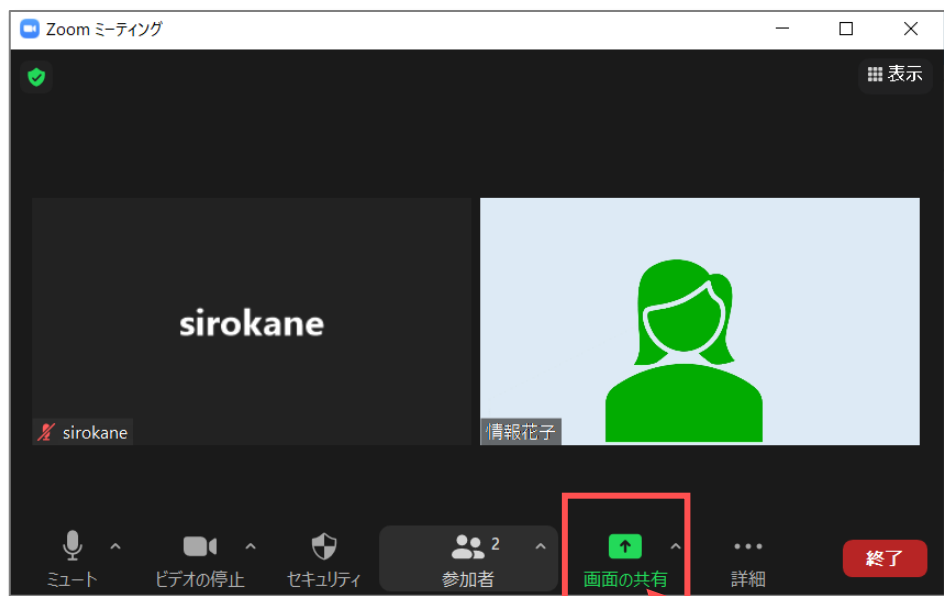 Zoom ミーティング
表示
sirokane
sirokane
情報花子
2
ミュート ビデオの停止 セキュリティ 参加者 画面の共有 詳細 終了